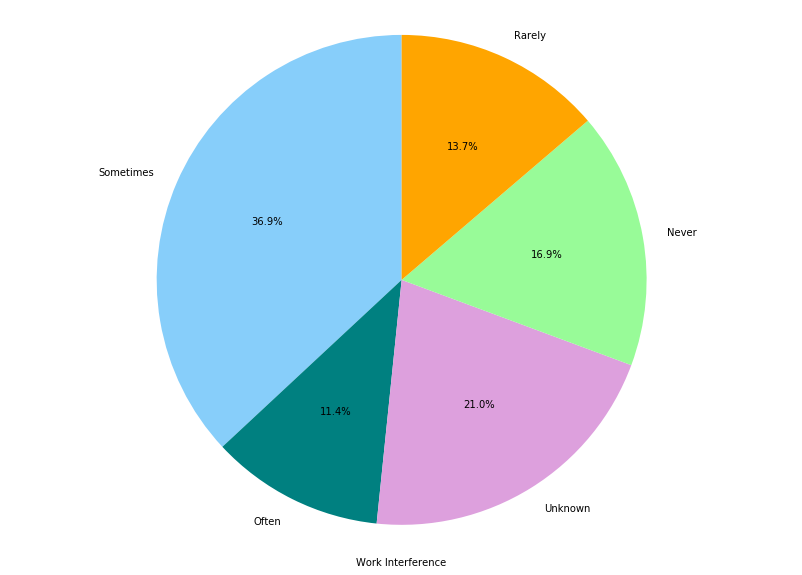 Rarely
13.7%
Sometimes
36.9%
Never
16.9%
11.4%
21.0%
Often
Unknown
Work Interference